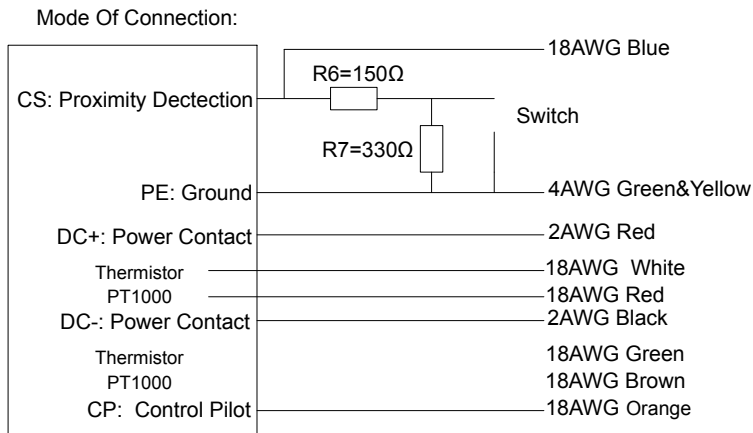 Mode Of Connection:
18AWG Blue
R6=150Ω
CS: Proximity Dectection
Switch
R7=330Ω
PE: Ground
4AWG Green&Yellow
DC+: Power Contact
2AWG Red
Thermistor
18AWG White
PT1000
18AWG Red
DC-: Power Contact
2AWG Black
Thermistor
18AWG Green
PT1000
18AWG Brown
CP: Control Pilot
18AWG Orange